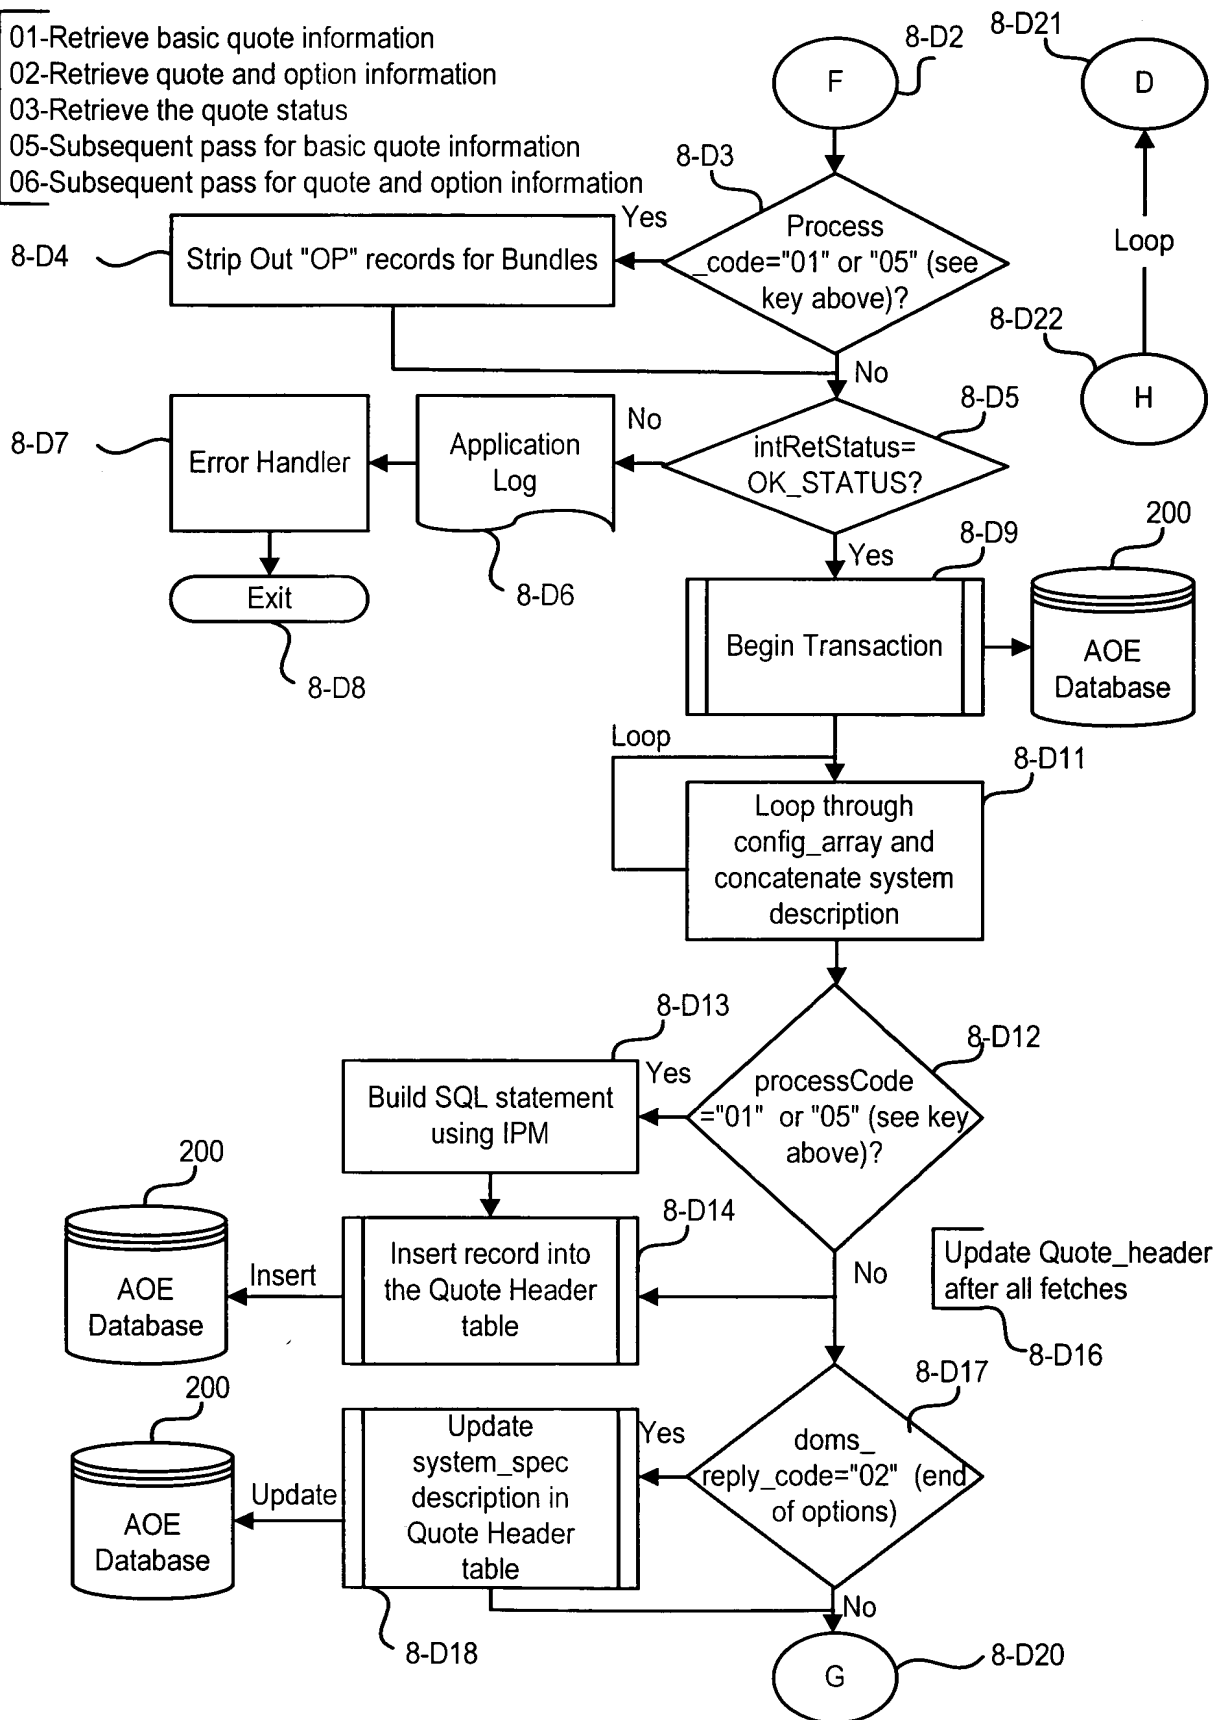 01-Retrieve basic quote information
02-Retrieve quote and option information
03-Retrieve the quote status
05-Subsequent pass for basic quote information
06-Subsequent pass for quote and option information
F
8-D2
8-D21
D
8-D3
Process
_code="01" or "05" (see
key above)?
Yes
Strip Out "OP" records for Bundles
8-D4
Loop
8-D22
H
No
8-D5
intRetStatus=
OK_STATUS?
No
Application
Log
8-D6
Error Handler
8-D7
Exit
8-D8
Yes
8-D9
Begin Transaction
200
AOE
Database
Loop
8-D11
Loop through
config_array and
concatenate system
description
8-D12
processCode
="01" or "05" (see key
above)?
Yes
8-D13
Build SQL statement
using IPM
8-D14
Insert record into
the Quote Header
table
Insert
200
AOE
Database
No
Update Quote_header
after all fetches
8-D16
8-D17
doms_
reply_code="02" (end
of options)
Yes
Update
system_spec
description in
Quote Header
table
8-D18
Update
200
AOE
Database
No
G
8-D20